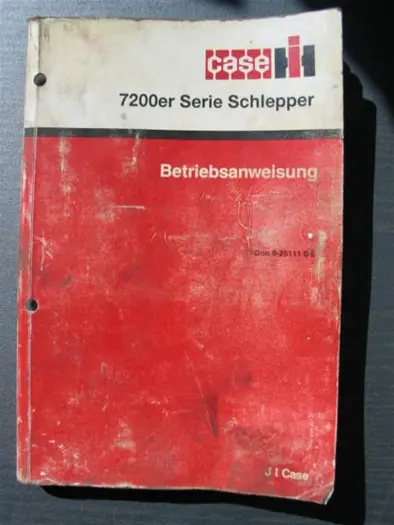 case IH
7200er Serie Schlepper
Betriebsanweisung
J I Case